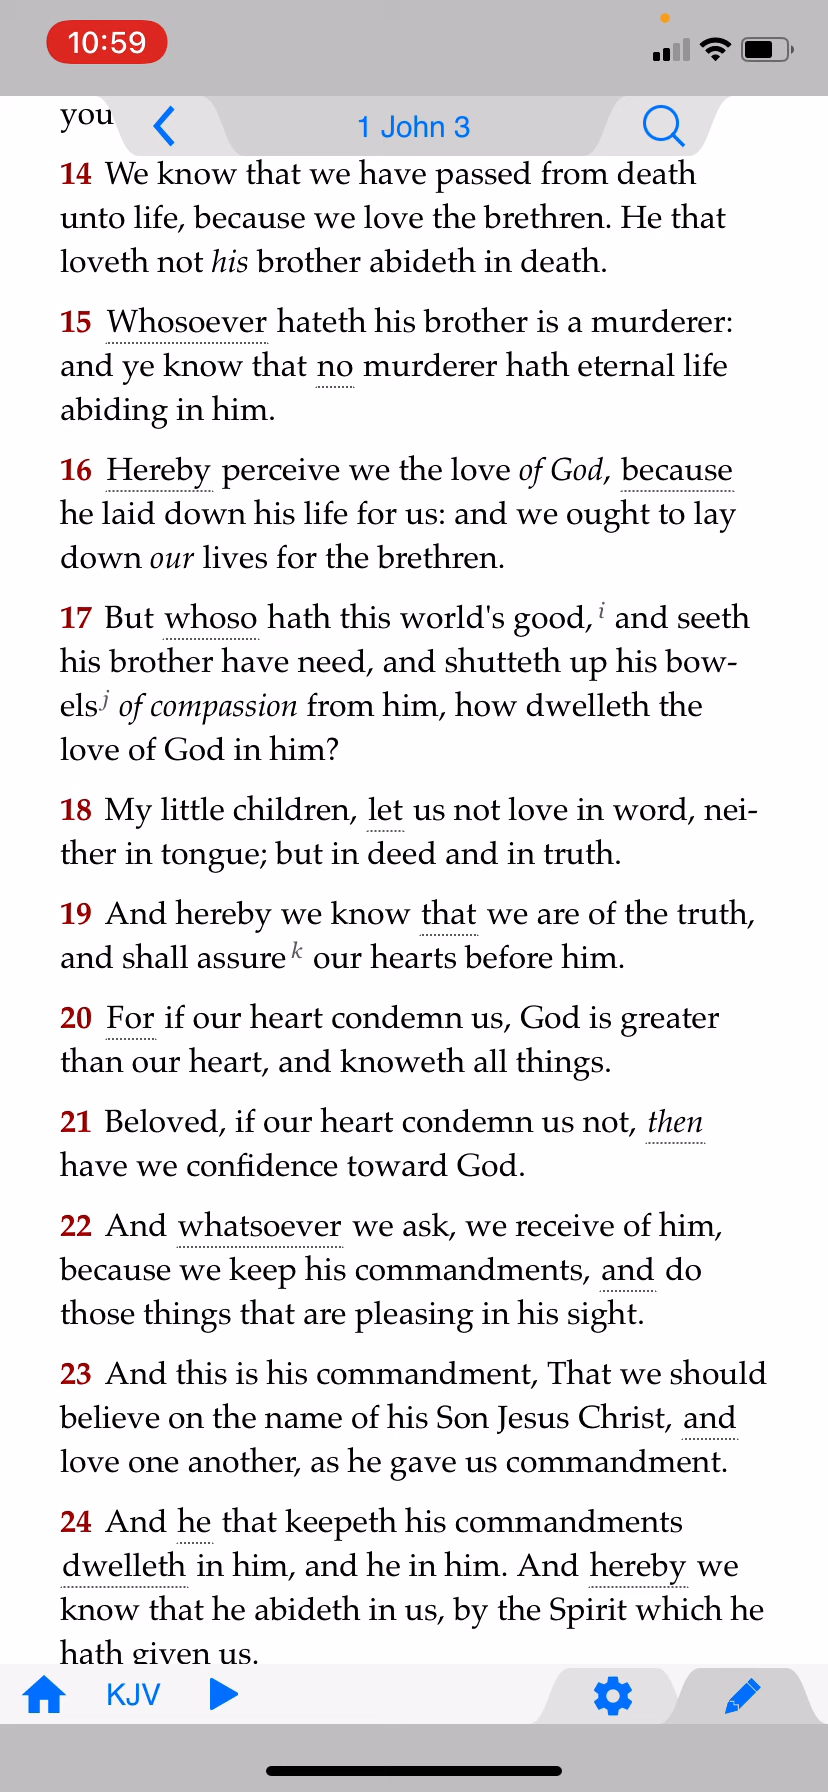 10:59
you
1 John 3
14 We know that we have passed from death
unto life, because we love the brethren. He that
loveth not his brother abideth in death.
15 Whosoever hateth his brother is a murderer:
and ye know that no murderer hath eternal life
abiding in him.
16 Hereby perceive we the love of God, because
he laid down his life for us: and we ought to lay
down our lives for the brethren.
17 But whoso hath this world's good, i and seeth
his brother have need, and shutteth up his bow-
els j of compassion from him, how dwelleth the
love of God in him?
18 My little children, let us not love in word, nei-
ther in tongue; but in deed and in truth.
19 And hereby we know that we are of the truth,
and shall assure k our hearts before him.
20 For if our heart condemn us, God is greater
than our heart, and knoweth all things.
21 Beloved, if our heart condemn us not, then
have we confidence toward God.
22 And whatsoever we ask, we receive of him,
because we keep his commandments, and do
those things that are pleasing in his sight.
23 And this is his commandment, That we should
believe on the name of his Son Jesus Christ, and
love one another, as he gave us commandment.
24 And he that keepeth his commandments
dwelleth in him, and he in him. And hereby we
know that he abideth in us, by the Spirit which he
hath given us.
KJV